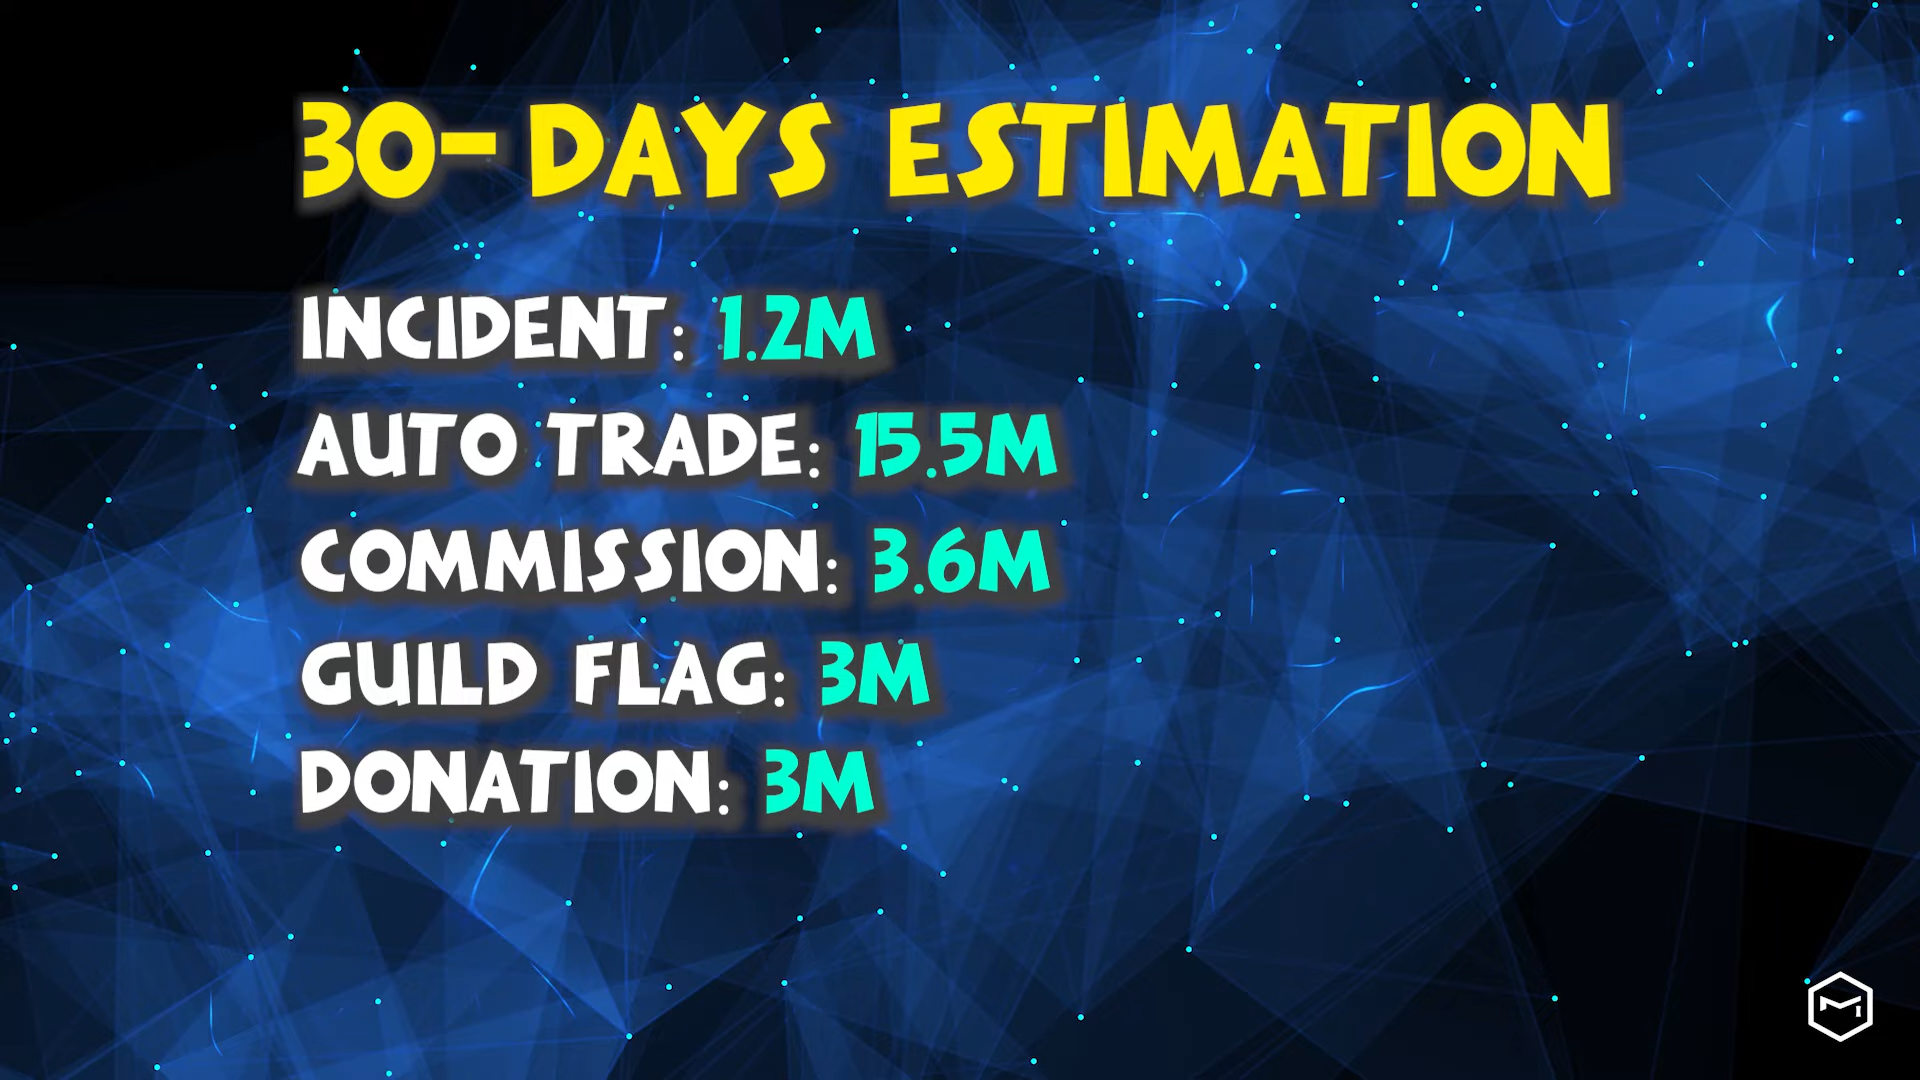 30-DAYS ESTIMATION
INCIDENT: 1.2M
AUTO TRADE: 15.5M
COMMISSION: 3.6M
GUILD FLAG: 3M
DONATION: 3M